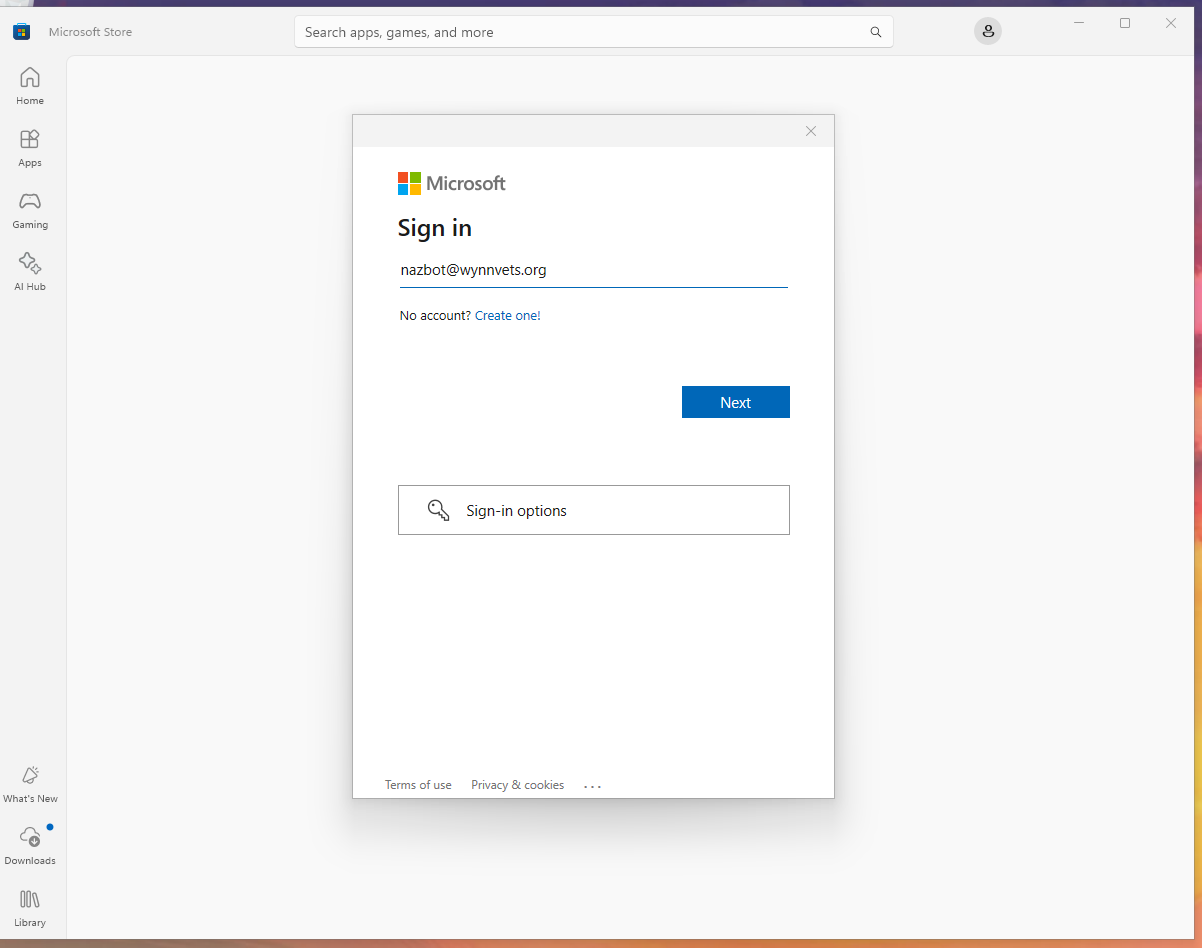 Microsoft Store
Search apps, games, and more
Home
Apps
Gaming
AI Hub
Microsoft
Sign in
nazbot@wynnvets.org
No account? Create one!
Next
Sign-in options
Terms of use Privacy & cookies ...
What's New
Downloads
Library